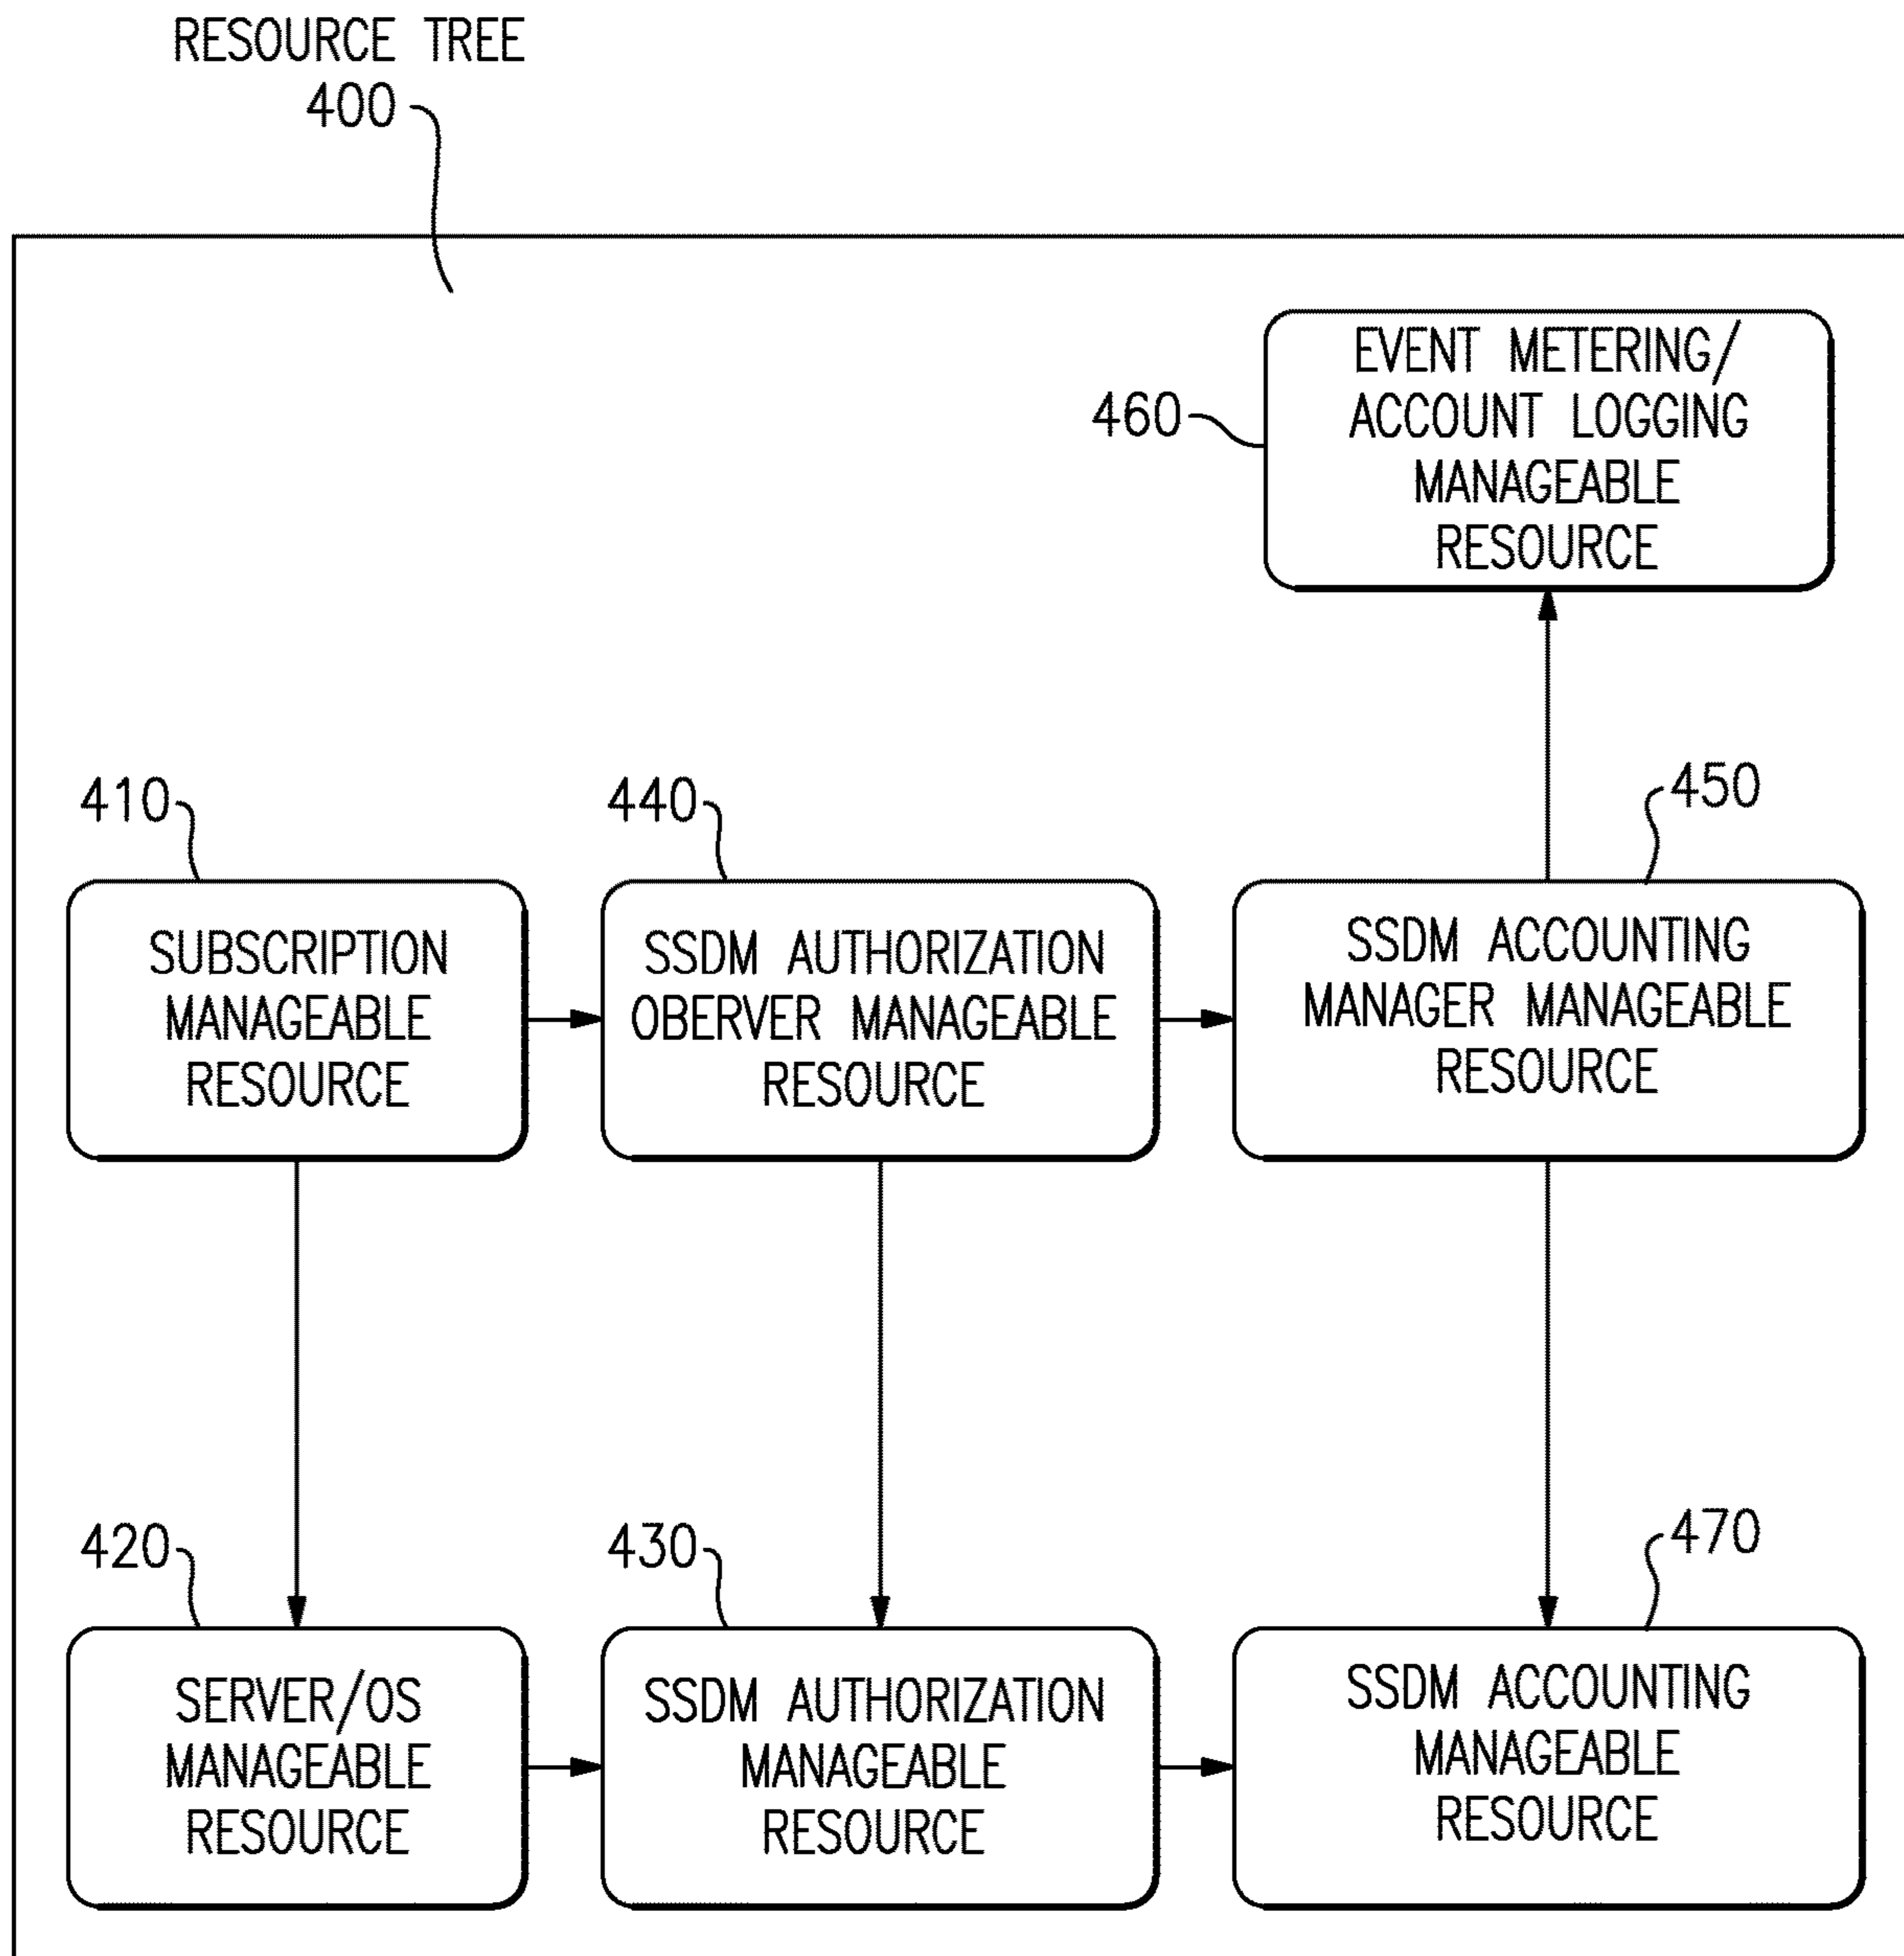 RESOURCE TREE
400
EVENT METERING/
ACCOUNT LOGGING
MANAGEABLE
RESOURCE
460
410
SUBSCRIPTION
MANAGEABLE
RESOURCE
440
SSDM AUTHORIZATION
OBERVER MANAGEABLE
RESOURCE
450
SSDM ACCOUNTING
MANAGER MANAGEABLE
RESOURCE
420
SERVER/OS
MANAGEABLE
RESOURCE
430
SSDM AUTHORIZATION
MANAGEABLE
RESOURCE
470
SSDM ACCOUNTING
MANAGEABLE
RESOURCE